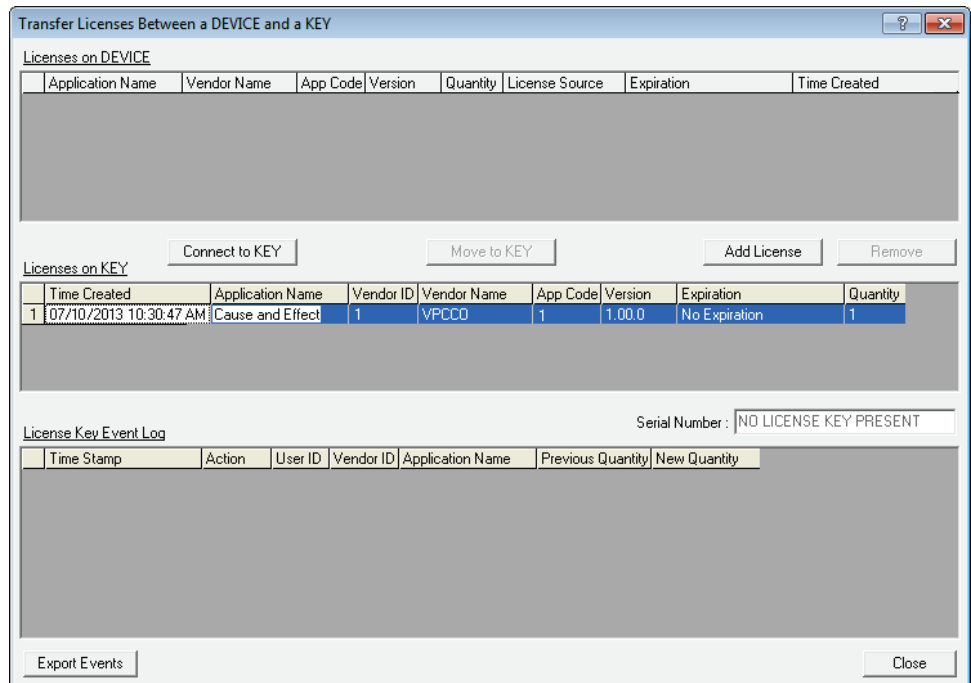 Transfer Licenses Between a DEVICE and a KEY
Licenses on DEVICE
Application Name Vendor Name App Code Version Quantity License Source Expiration Time Created
Connect to KEY Move to KEY Add License Remove
Licenses on KEY
Time Created Application Name Vendor ID Vendor Name App Code Version Expiration Quantity
1 07/10/2013 10:30:47 AM Cause and Effect 1 VPCCO 1 1.00.0 No Expiration 1
Serial Number : NO LICENSE KEY PRESENT
License Key Event Log
Time Stamp Action User ID Vendor ID Application Name Previous Quantity New Quantity
Export Events Close